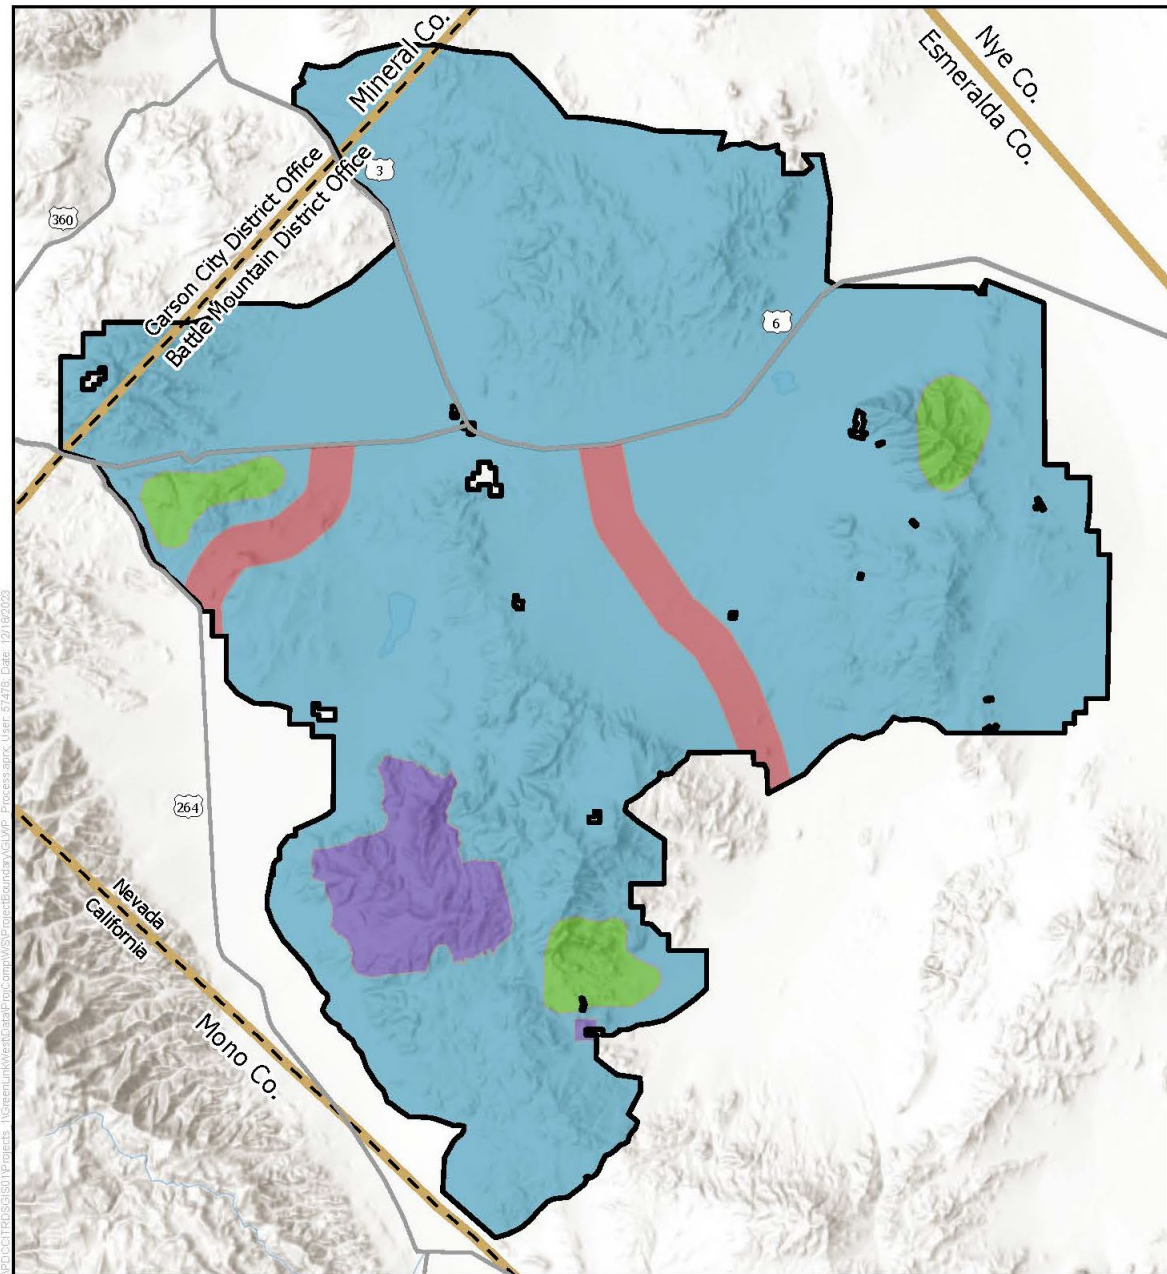 Mineral Co.
Nye Co.
Esmeralda Co.
Carson City District Office
Battle Mountain District Office
3
360
6
264
Nevada
California
Mono Co.